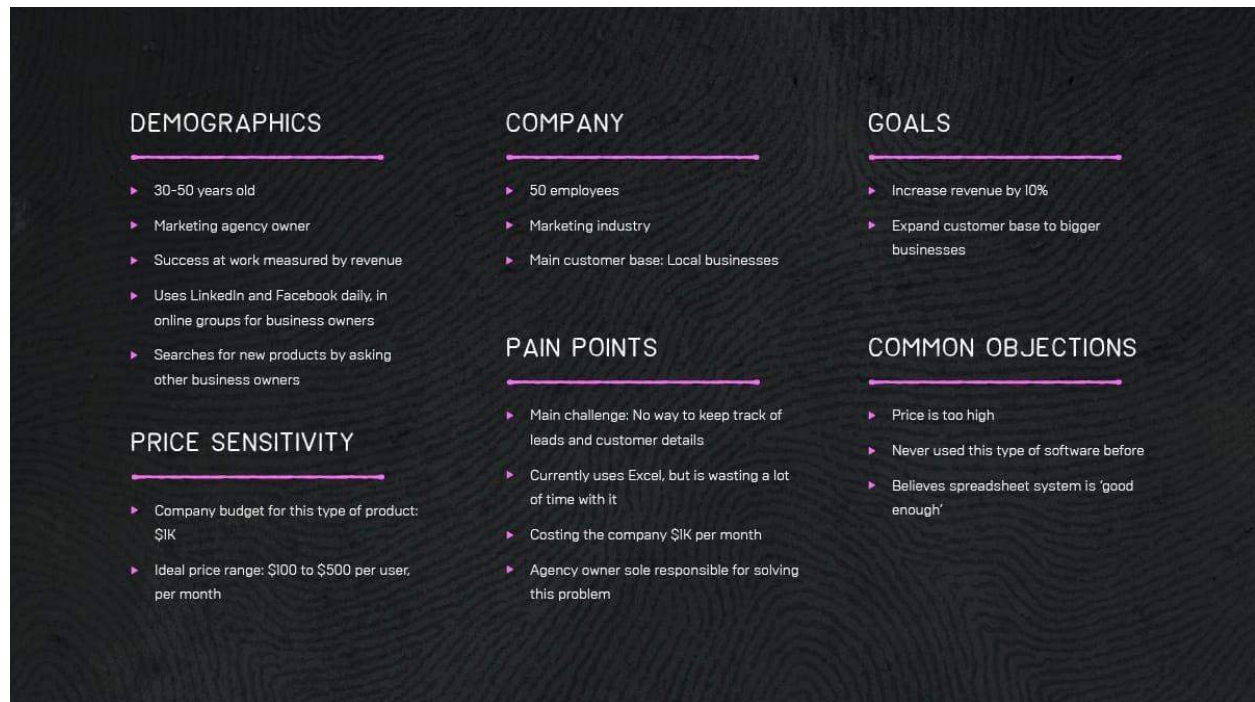 DEMOGRAPHICS
30-50 years old
Marketing agency owner
Success at work measured by revenue
Uses LinkedIn and Facebook daily, in
online groups for business owners
Searches for new products by asking
other business owners
PRICE SENSITIVITY
Company budget for this type of product:
$1K
Ideal price range: $100 to $500 per user,
per month
COMPANY
50 employees
Marketing industry
Main customer base: Local businesses
PAIN POINTS
Main challenge: No way to keep track of
leads and customer details
Currently uses Excel, but is wasting a lot
of time with it
Costing the company $1K per month
Agency owner sole responsible for solving
this problem
GOALS
Increase revenue by 10%
Expand customer base to bigger
businesses
COMMON OBJECTIONS
Price is too high
Never used this type of software before
Believes spreadsheet system is ‘good
enough’